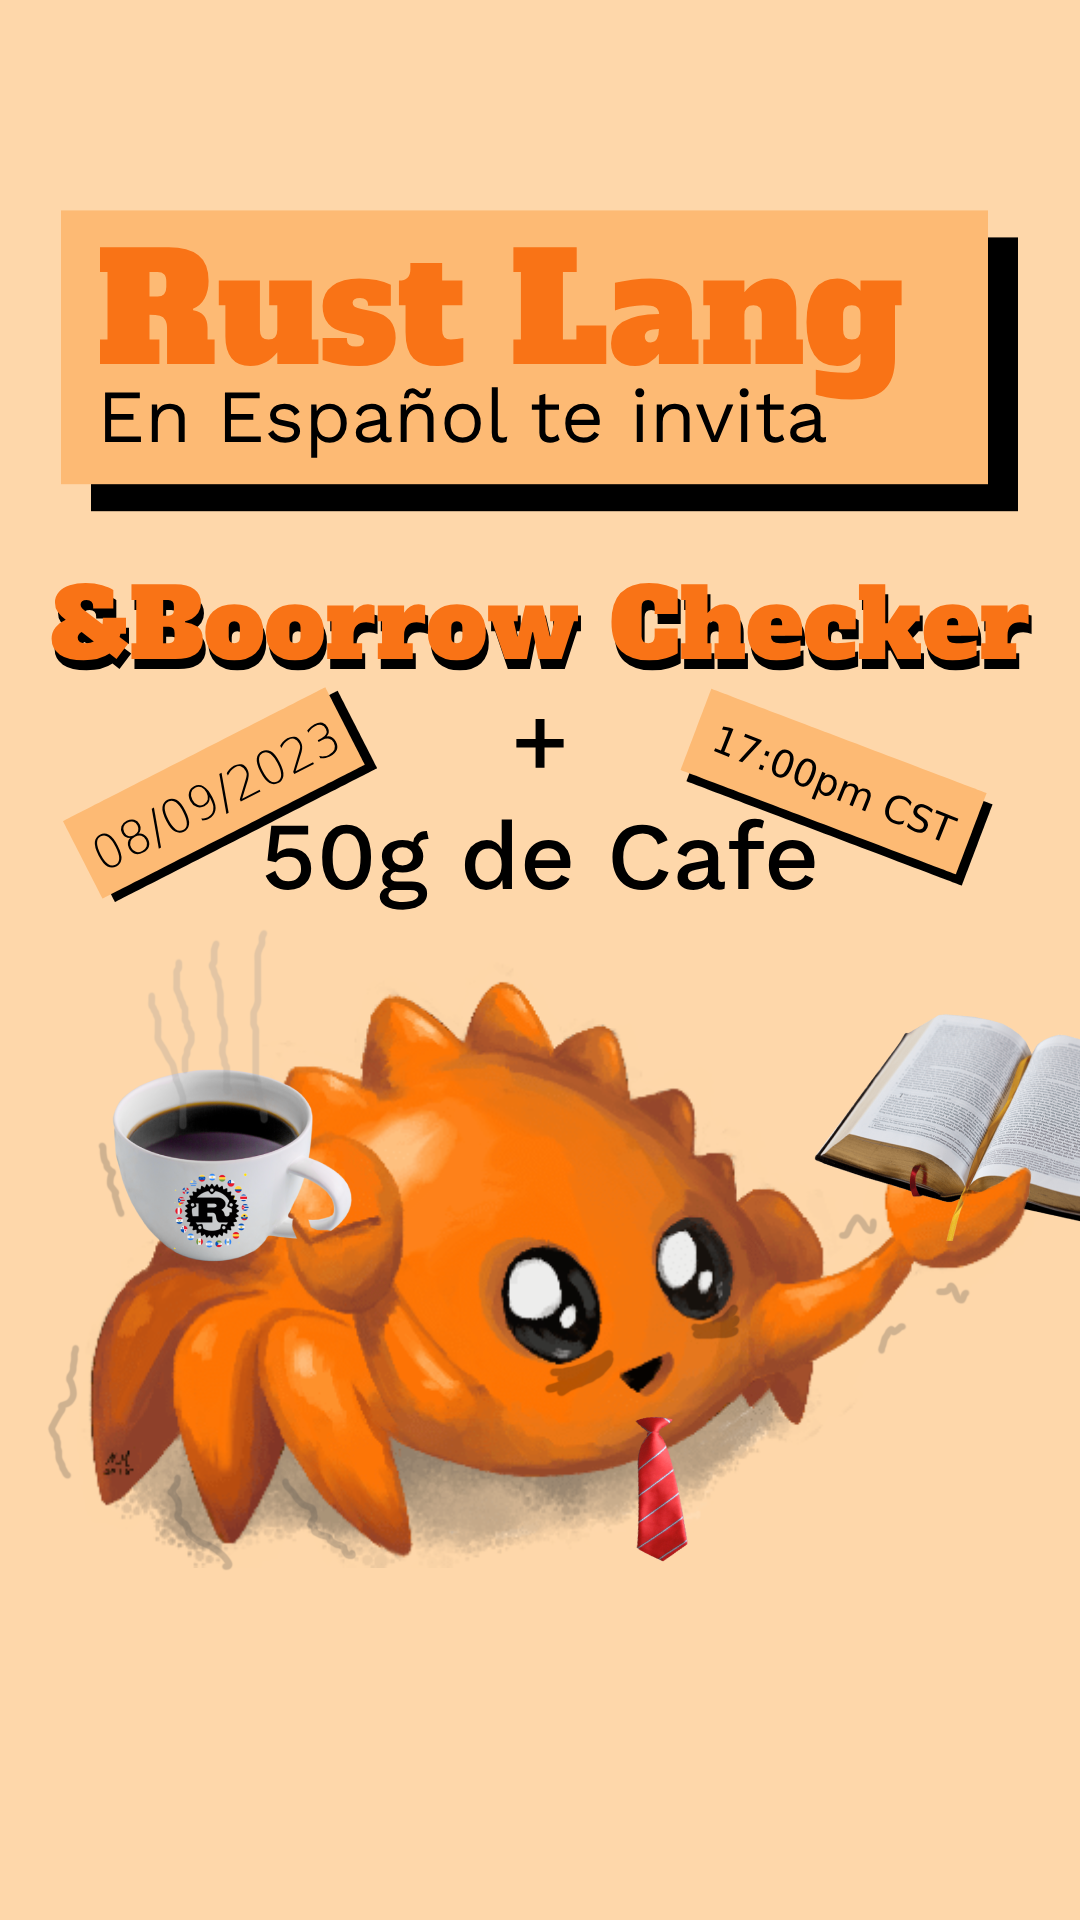 Rust Lang
En Español te invita
&Boorrow Checker
08/09/2023
+
17:00pm CST
50g de Cafe
R